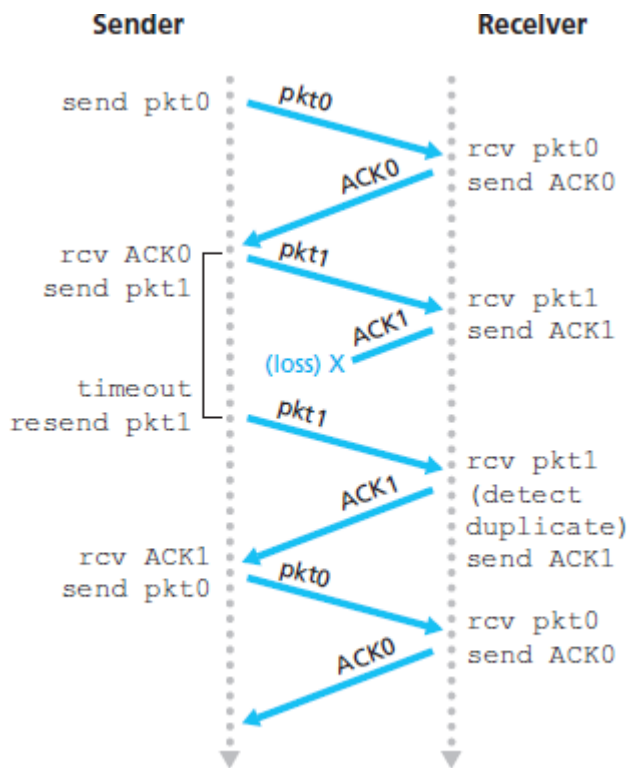 Sender
Receiver
send pkt0
pkt0
rcv pkt0
send ACK0
ACK0
rcv ACK0
send pkt1
pkt1
rcv pkt1
send ACK1
ACK1
(loss) X
timeout
resend pkt1
pkt1
rcv pkt1
(detect
duplicate)
send ACK1
ACK1
rcv ACK1
send pkt0
pkt0
rcv pkt0
send ACK0
ACK0